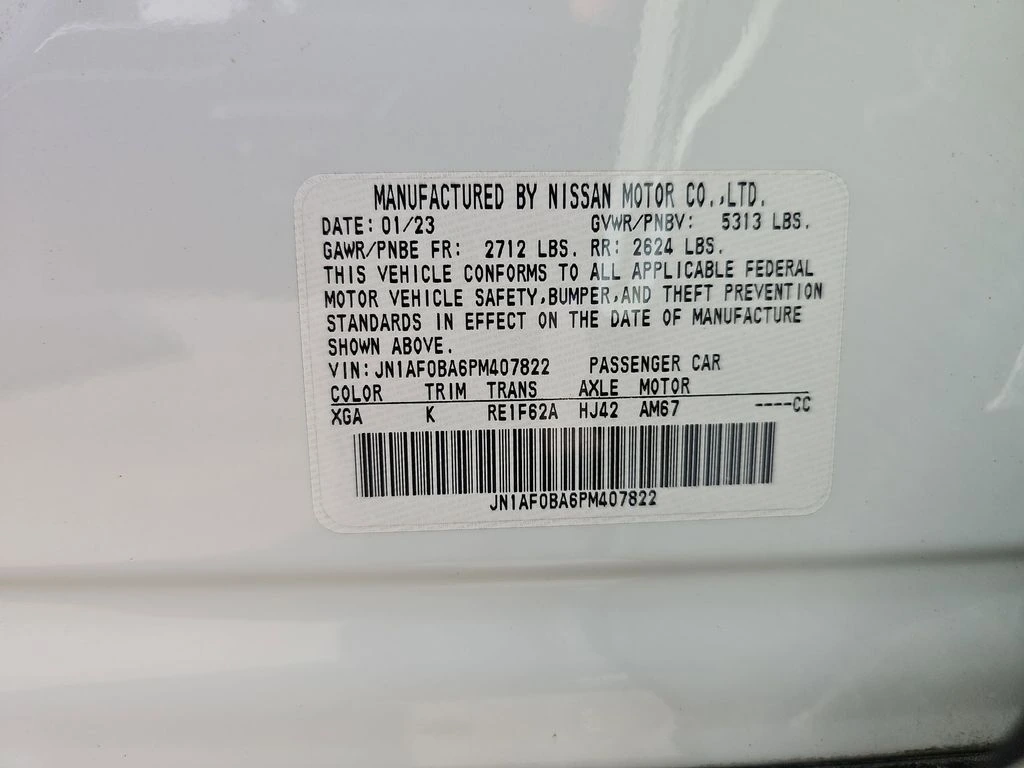 MANUFACTURED BY NISSAN MOTOR CO.,LTD.
DATE: 01/23 GVWR/PNBV: 5313 LBS.
GAWR/PNBE FR: 2712 LBS. RR: 2624 LBS.
THIS VEHICLE CONFORMS TO ALL APPLICABLE FEDERAL
MOTOR VEHICLE SAFETY,BUMPER,AND THEFT PREVENTION
STANDARDS IN EFFECT ON THE DATE OF MANUFACTURE
SHOWN ABOVE.
VIN: JN1AF0BA6PM407822 PASSENGER CAR
COLOR TRIM TRANS AXLE MOTOR
XGA K RE1F62A HJ42 AM67 ----CC
JN1AF0BA6PM407822